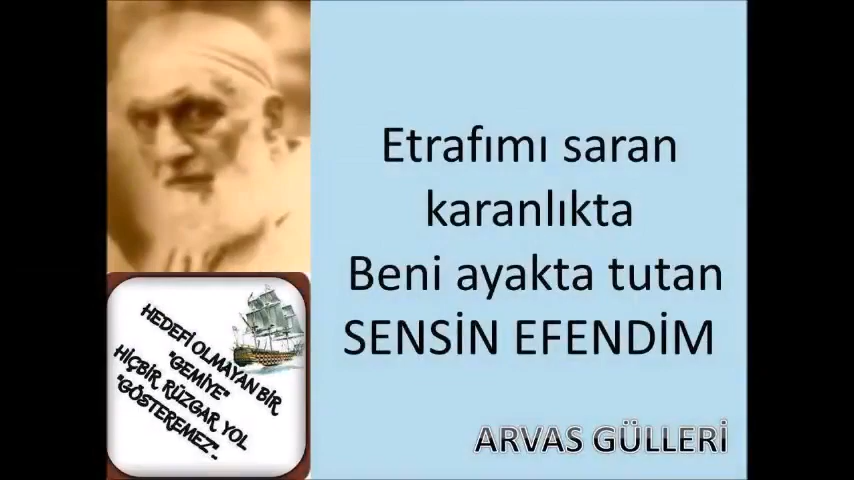 Etrafımı saran
karanlıkta
Beni ayakta tutan
SENSİN EFENDİM
HEDEFİ OLMAYAN BİR
"GEMİYE"
HİÇBİR RÜZGAR YOL
"GÖSTEREMEZ"..
ARVAS GÜLLERİ